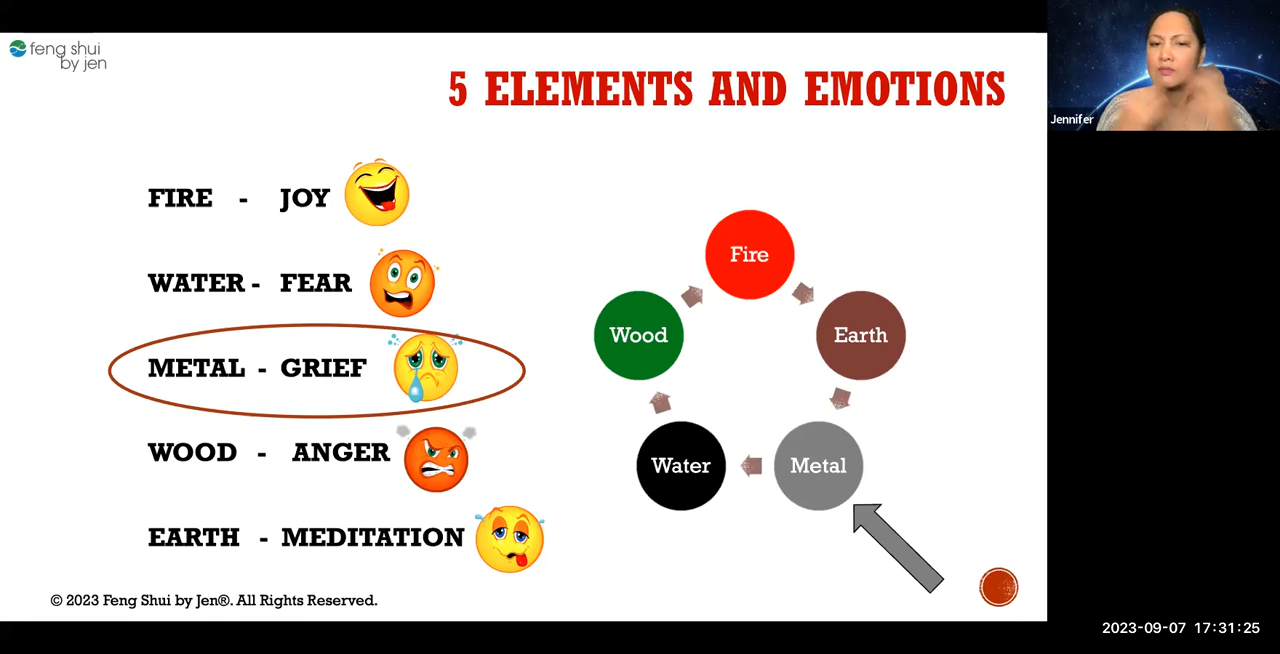 feng shui
by jen
5 ELEMENTS AND EMOTIONS
Jennifer
FIRE - JOY
WATER - FEAR
METAL - GRIEF
WOOD - ANGER
EARTH - MEDITATION
Fire
Wood
Earth
Water
Metal
© 2023 Feng Shui by Jen®. All Rights Reserved.
2023-09-07 17:31:25